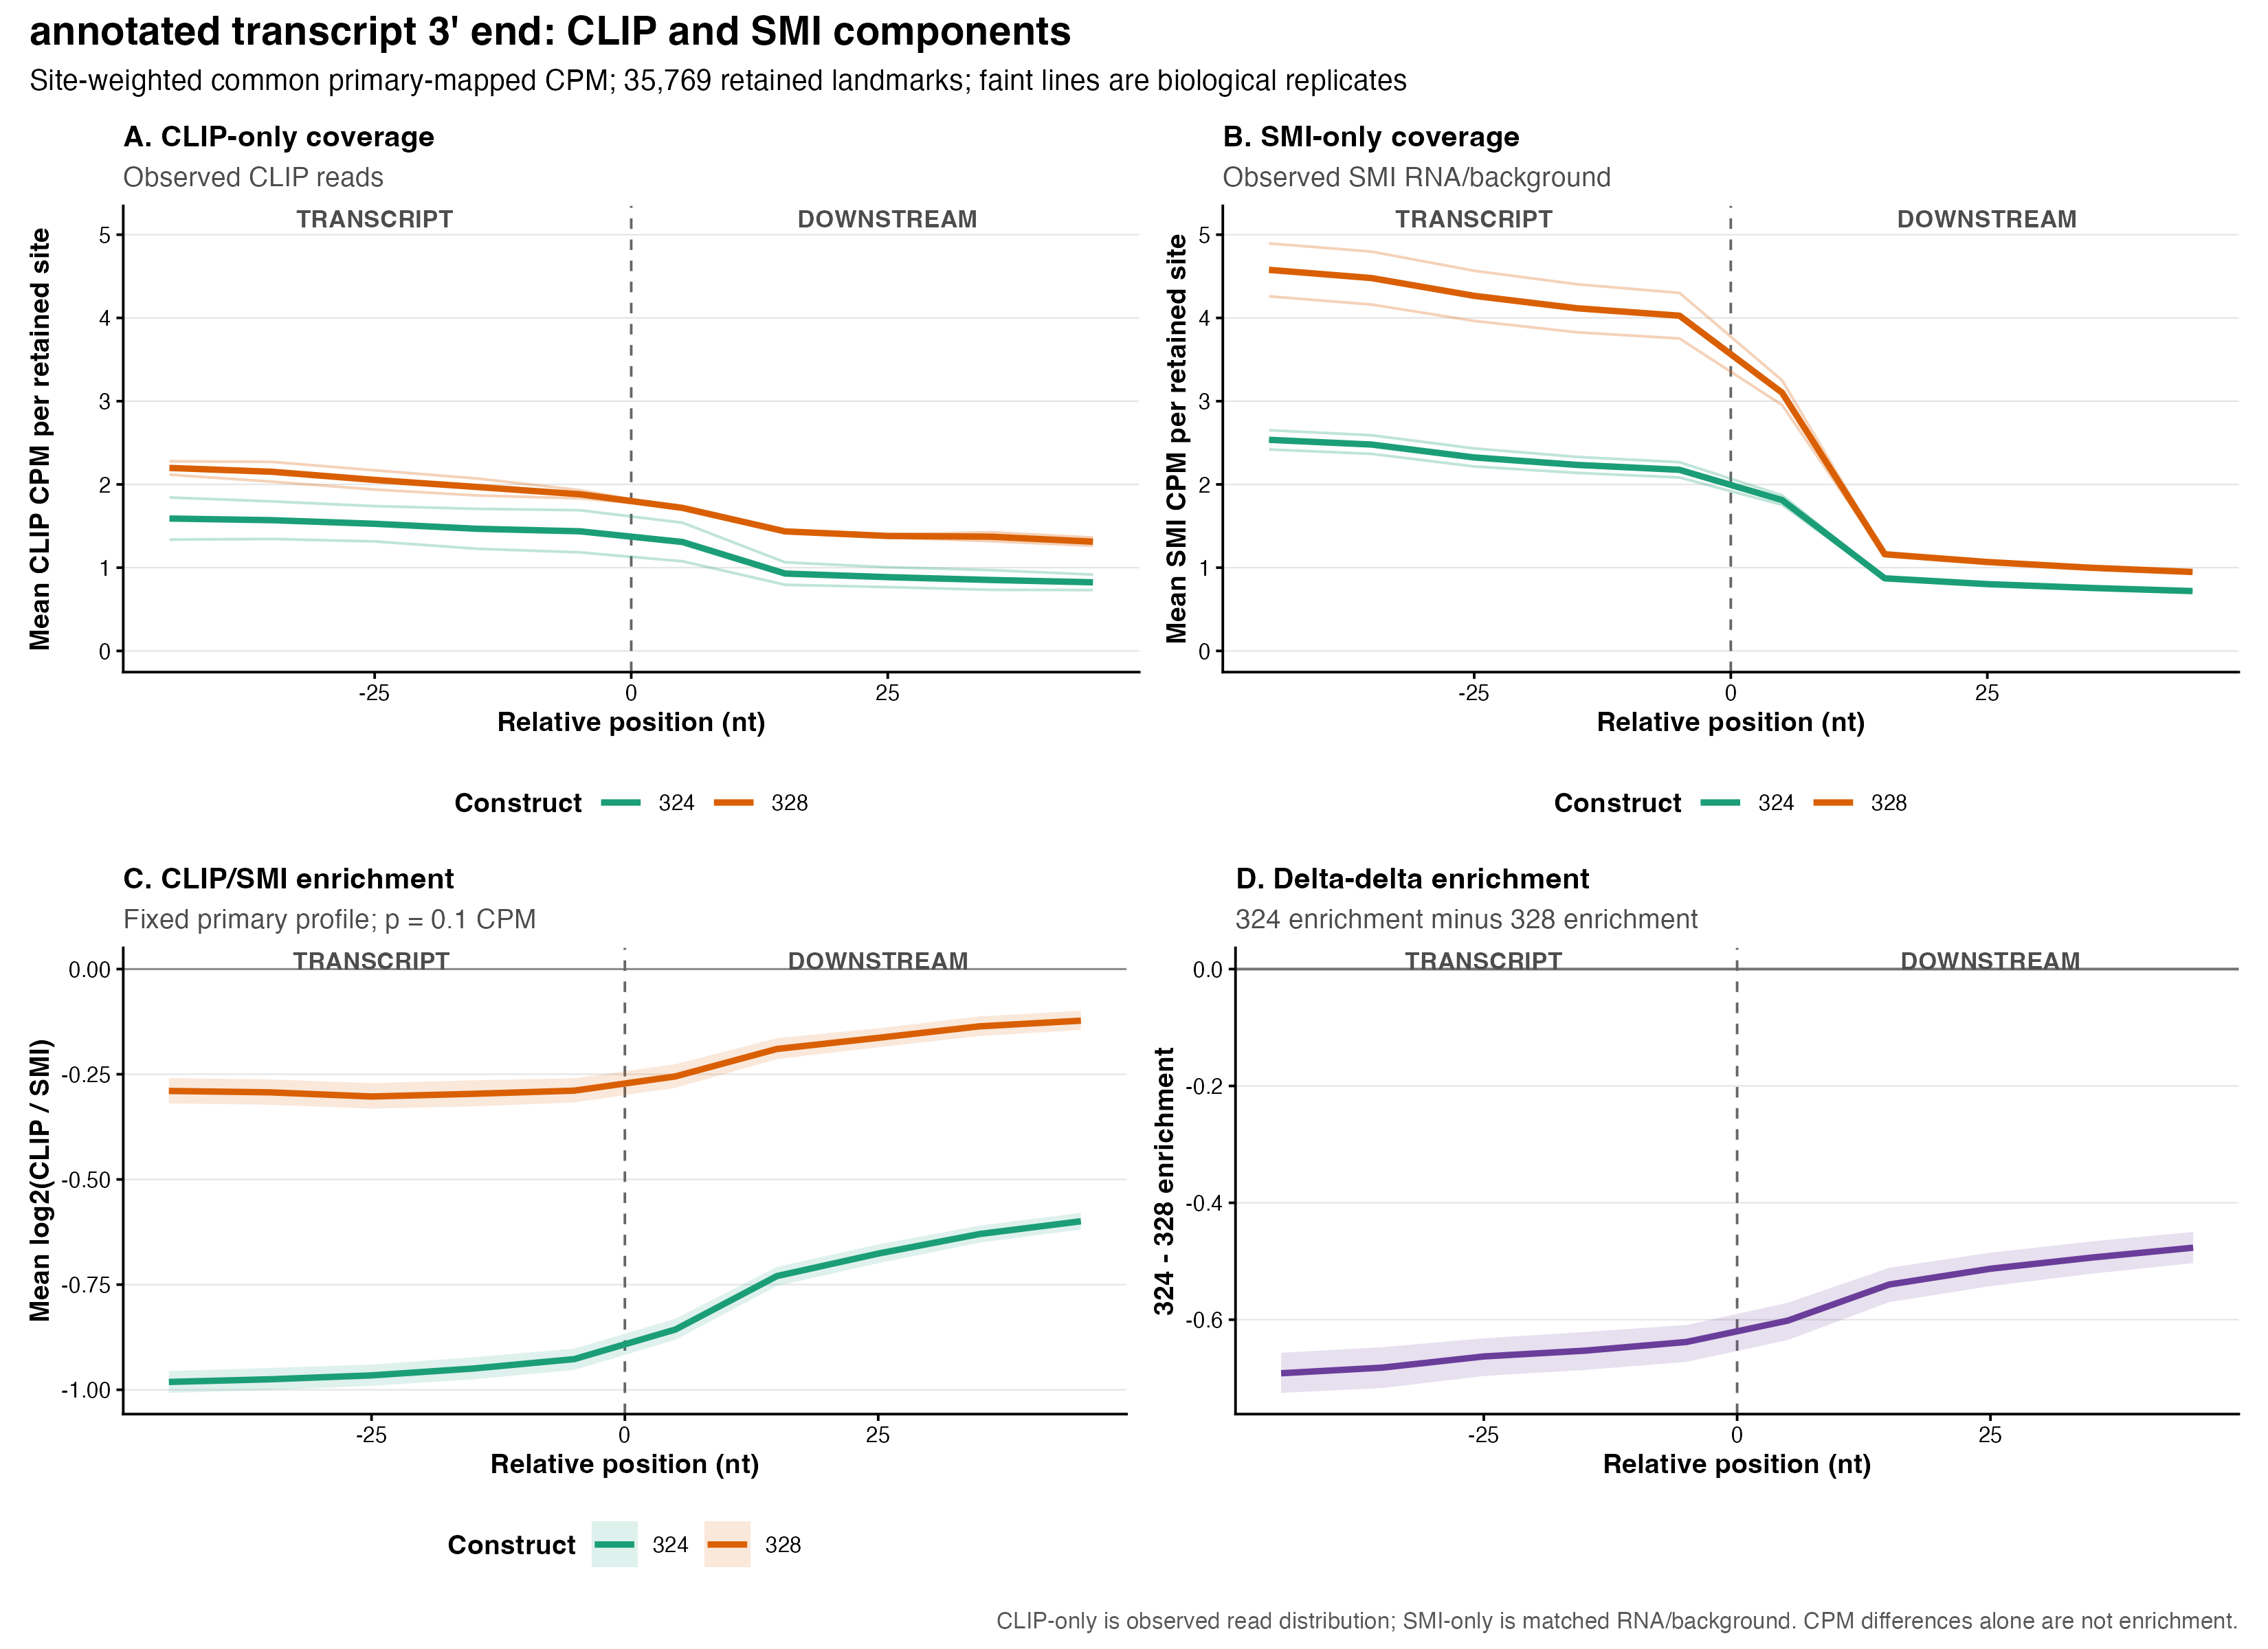 annotated transcript 3' end: CLIP and SMI components
Site-weighted common primary-mapped CPM; 35,769 retained landmarks; faint lines are biological replicates
A. CLIP-only coverage
Observed CLIP reads
TRANSCRIPT
DOWNSTREAM
Mean CLIP CPM per retained site
5
4
3
2
1
0
-25
0
25
Relative position (nt)
Construct 324 328
B. SMI-only coverage
Observed SMI RNA/background
TRANSCRIPT
DOWNSTREAM
Mean SMI CPM per retained site
5
4
3
2
1
0
-25
0
25
Relative position (nt)
Construct 324 328
C. CLIP/SMI enrichment
Fixed primary profile; p = 0.1 CPM
TRANSCRIPT
DOWNSTREAM
Mean log2(CLIP / SMI)
0.00
-0.25
-0.50
-0.75
-1.00
-25
0
25
Relative position (nt)
Construct 324 328
D. Delta-delta enrichment
324 enrichment minus 328 enrichment
TRANSCRIPT
DOWNSTREAM
324 - 328 enrichment
0.0
-0.2
-0.4
-0.6
-25
0
25
Relative position (nt)
CLIP-only is observed read distribution; SMI-only is matched RNA/background. CPM differences alone are not enrichment.